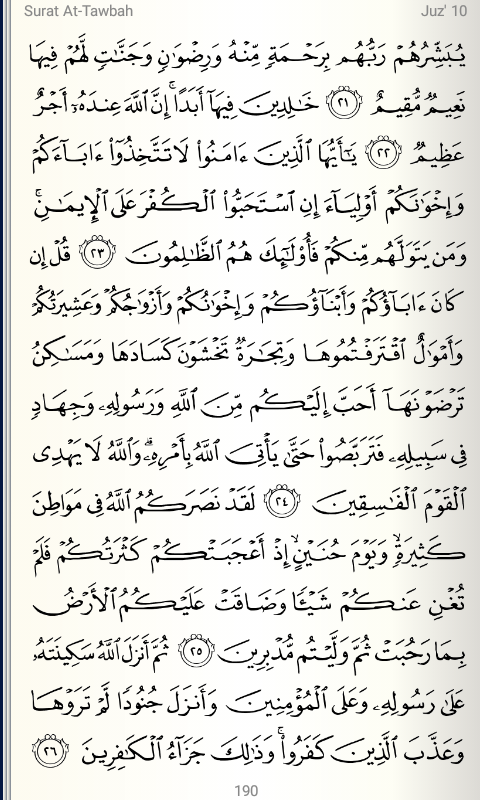 Surat At-Tawbah Juz' 10
يُبَشِّرُهُمْ رَبُّهُم بِرَحْمَةٍ مِّنْهُ وَرِضْوَٰنٍ وَجَنَّٰتٍ لَّهُمْ فِيهَا
نَعِيمٌ مُّقِيمٌ ٢١ خَٰلِدِينَ فِيهَآ أَبَدًا ۚ إِنَّ ٱللَّهَ عِندَهُۥٓ أَجْرٌ
عَظِيمٌ ٢٢ يَٰٓأَيُّهَا ٱلَّذِينَ ءَامَنُوا۟ لَا تَتَّخِذُوٓا۟ ءَابَآءَكُمْ
وَإِخْوَٰنَكُمْ أَوْلِيَآءَ إِنِ ٱسْتَحَبُّوا۟ ٱلْكُفْرَ عَلَى ٱلْإِيمَٰنِ ۚ
وَمَن يَتَوَلَّهُم مِّنكُمْ فَأُو۟لَٰٓئِكَ هُمُ ٱلظَّٰلِمُونَ ٢٣ قُلْ إِن
كَانَ ءَابَآؤُكُمْ وَأَبْنَآؤُكُمْ وَإِخْوَٰنُكُمْ وَأَزْوَٰجُكُمْ وَعَشِيرَتُكُمْ
وَأَمْوَٰلٌ ٱقْتَرَفْتُمُوهَا وَتِجَٰرَةٌ تَخْشَوْنَ كَسَادَهَا وَمَسَٰكِنُ
تَرْضَوْنَهَآ أَحَبَّ إِلَيْكُم مِّنَ ٱللَّهِ وَرَسُولِهِۦ وَجِهَادٍ
فِى سَبِيلِهِۦ فَتَرَبَّصُوا۟ حَتَّىٰ يَأْتِىَ ٱللَّهُ بِأَمْرِهِۦ ۗ وَٱللَّهُ لَا يَهْدِى
ٱلْقَوْمَ ٱلْفَٰسِقِينَ ٢٤ لَقَدْ نَصَرَكُمُ ٱللَّهُ فِى مَوَاطِنَ
كَثِيرَةٍ ۙ وَيَوْمَ حُنَيْنٍ ۙ إِذْ أَعْجَبَتْكُمْ كَثْرَتُكُمْ فَلَمْ
تُغْنِ عَنكُمْ شَيْـًٔا وَضَاقَتْ عَلَيْكُمُ ٱلْأَرْضُ
بِمَا رَحُبَتْ ثُمَّ وَلَّيْتُم مُّدْبِرِينَ ٢٥ ثُمَّ أَنزَلَ ٱللَّهُ سَكِينَتَهُۥ
عَلَىٰ رَسُولِهِۦ وَعَلَى ٱلْمُؤْمِنِينَ وَأَنزَلَ جُنُودًا لَّمْ تَرَوْهَا
وَعَذَّبَ ٱلَّذِينَ كَفَرُوا۟ ۚ وَذَٰلِكَ جَزَآءُ ٱلْكَٰفِرِينَ ٢٦
190